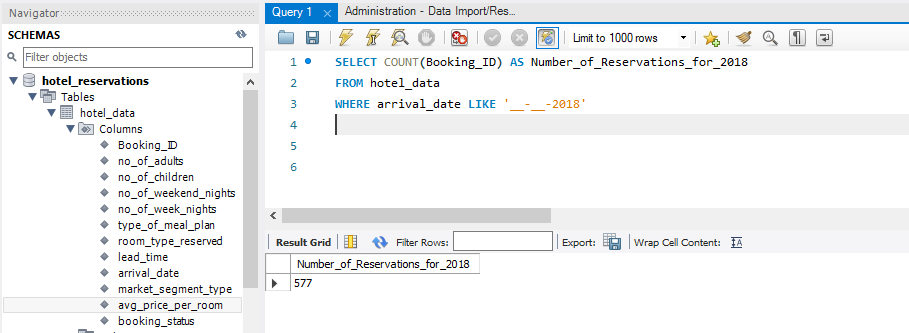 Navigator
SCHEMAS
Filter objects
hotel_reservations
Tables
hotel_data
Columns
Booking_ID
no_of_adults
no_of_children
no_of_weekend_nights
no_of_week_nights
type_of_meal_plan
room_type_reserved
lead_time
arrival_date
market_segment_type
avg_price_per_room
booking_status
Query 1
Administration - Data Import/Res...
Limit to 1000 rows
1 SELECT COUNT(Booking_ID) AS Number_of_Reservations_for_2018
2 FROM hotel_data
3 WHERE arrival_date LIKE '__-__-2018'
4
5
6
Result Grid Filter Rows: Export: Wrap Cell Content:
Number_of_Reservations_for_2018
577